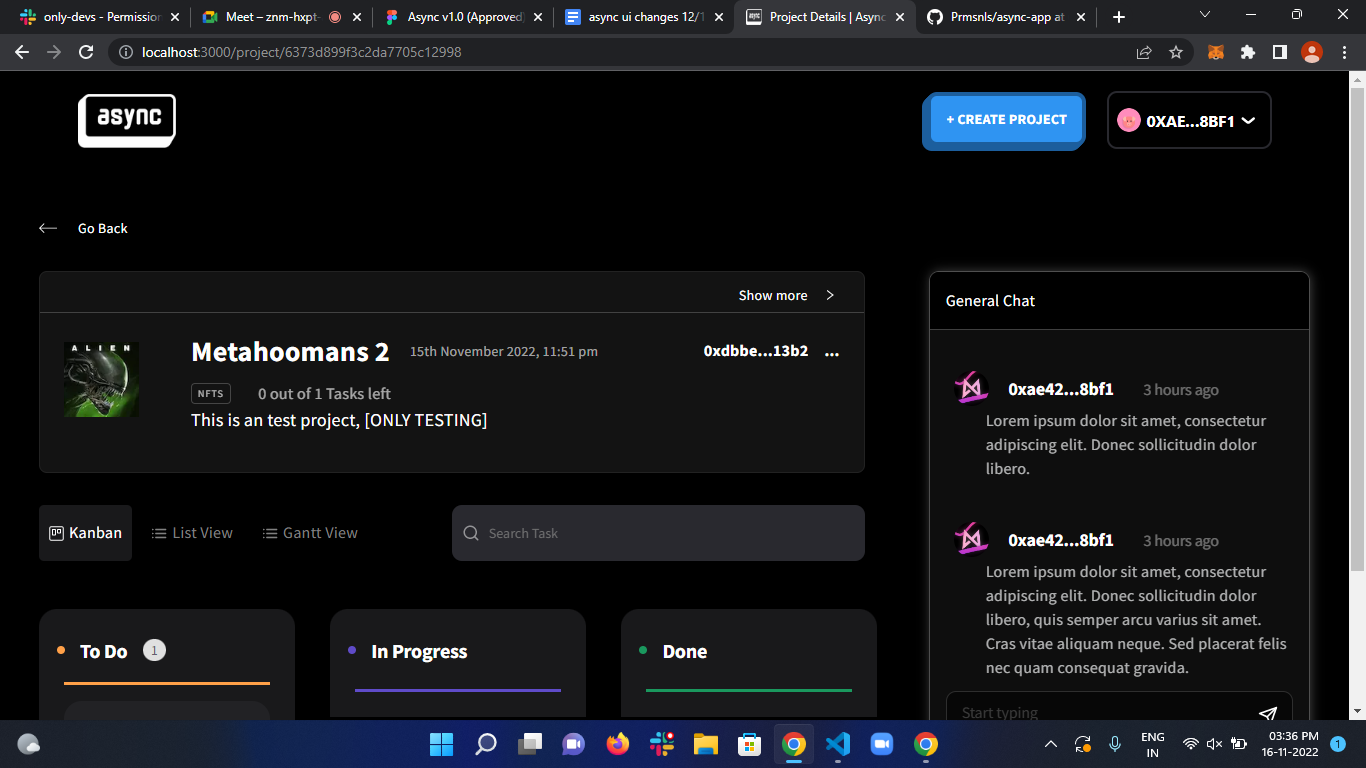 only-devs - Permission
Meet – znm-hxpt-
Async v1.0 (Approved)
async ui changes 12/1
Project Details | Async
Prmsnls/async-app at
localhost:3000/project/6373d899f3c2da7705c12998
async
+ CREATE PROJECT
0XAE...8BF1
Go Back
Show more
ALIEN
Metahoomans 2
15th November 2022, 11:51 pm
0xdbbe...13b2
...
NFTS
0 out of 1 Tasks left
This is an test project, [ONLY TESTING]
Kanban
List View
Gantt View
Search Task
To Do
1
In Progress
Done
General Chat
0xae42...8bf1
3 hours ago
Lorem ipsum dolor sit amet, consectetur
adipiscing elit. Donec sollicitudin dolor
libero.
0xae42...8bf1
3 hours ago
Lorem ipsum dolor sit amet, consectetur
adipiscing elit. Donec sollicitudin dolor
libero, quis semper arcu varius sit amet.
Cras vitae aliquam neque. Sed placerat felis
nec quam consequat gravida.
Start typing
ENG
IN
03:36 PM
16-11-2022
1